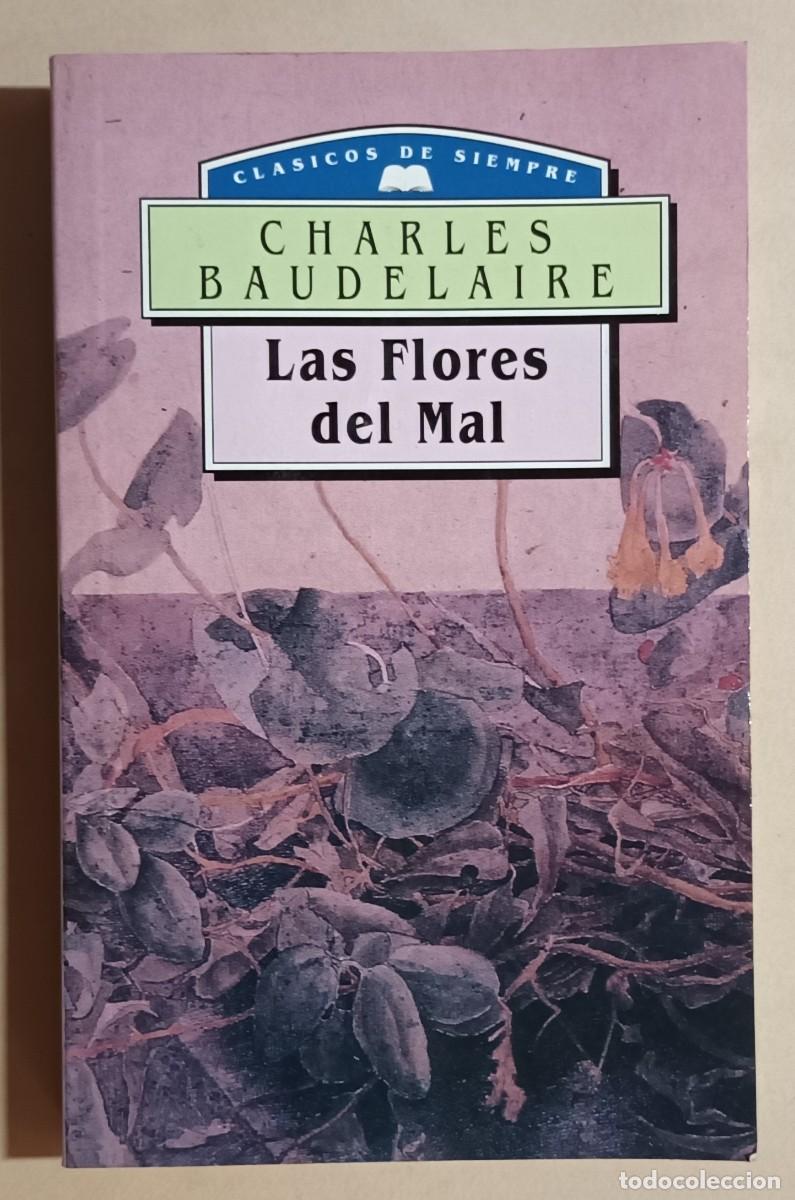 CLASICOS DE SIEMPRE
CHARLES
BAUDELAIRE
Las Flores
del Mal
todocoleccion